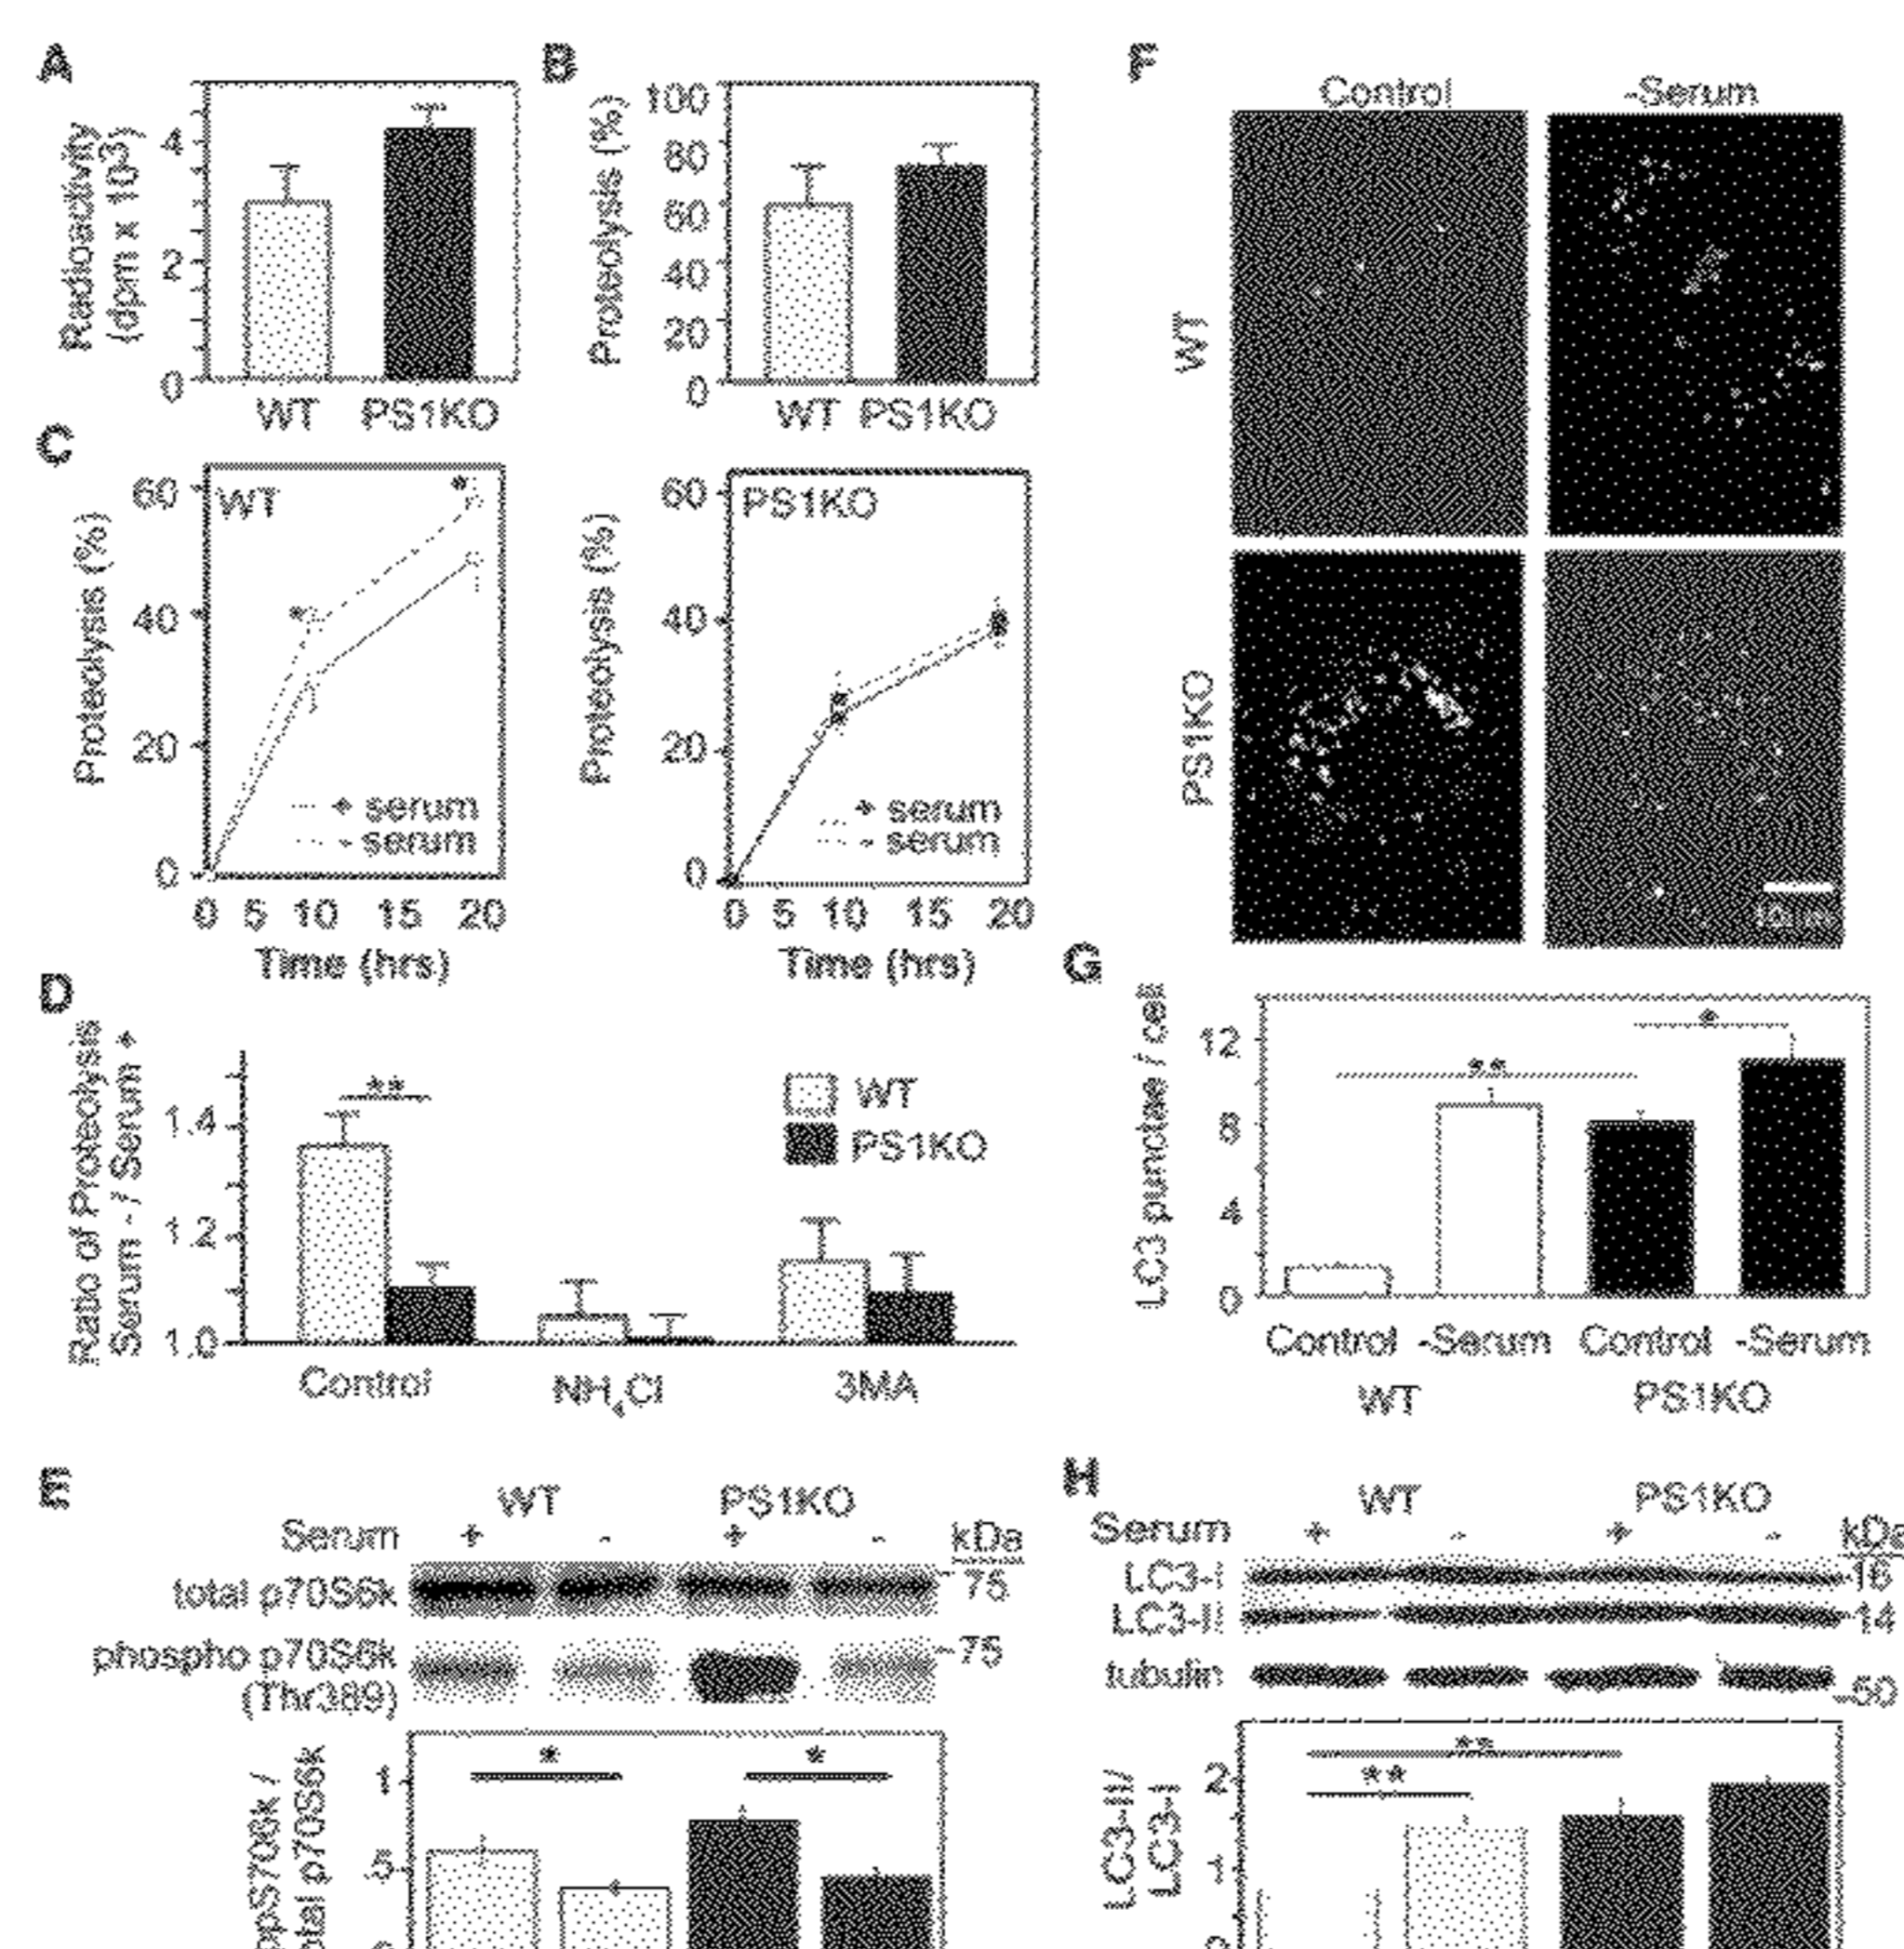 A
Radioactivity
(dpm x 10³)
4
2
0
WT PS1KO
B
Proteolysis (%)
100
80
60
40
20
0
WT PS1KO
C
Proteolysis (%)
60
40
20
0
WT
+ serum
- serum
0 5 10 15 20
Time (hrs)
Proteolysis (%)
60
40
20
0
PS1KO
+ serum
- serum
0 5 10 15 20
Time (hrs)
D
Ratio of Proteolysis
Serum - / Serum +
1.4
1.2
1.0
**
WT
PS1KO
Control NH₄Cl 3MA
E
WT PS1KO
Serum + - + - kDa
total p70S6k 75
phospho p70S6k -75
(Thr389)
total p70S6k
1
.5
* *
F
Control -Serum
WT
PS1KO
10µm
G
LC3 punctae / cell
12
8
4
0
** *
Control -Serum Control -Serum
WT PS1KO
H
WT PS1KO
Serum + - + - kDa
LC3-I -16
LC3-II -14
tubulin -50
LC3-II/
LC3-I
2
1
**
**